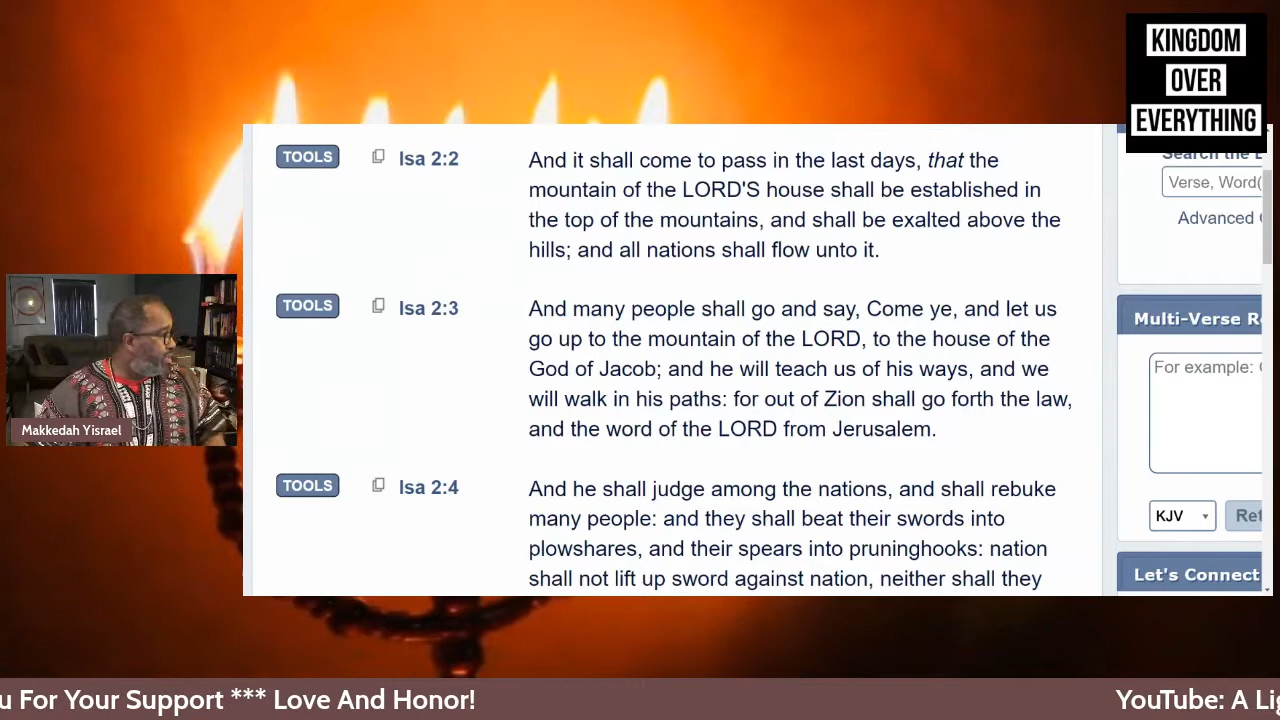 KINGDOM
OVER
EVERYTHING
TOOLS
Isa 2:2
And it shall come to pass in the last days, that the
mountain of the LORD'S house shall be established in
the top of the mountains, and shall be exalted above the
hills; and all nations shall flow unto it.
TOOLS
Isa 2:3
And many people shall go and say, Come ye, and let us
go up to the mountain of the LORD, to the house of the
God of Jacob; and he will teach us of his ways, and we
will walk in his paths: for out of Zion shall go forth the law,
and the word of the LORD from Jerusalem.
TOOLS
Isa 2:4
And he shall judge among the nations, and shall rebuke
many people: and they shall beat their swords into
plowshares, and their spears into pruninghooks: nation
shall not lift up sword against nation, neither shall they
Search the
Verse, Word(
Advanced
Multi-Verse R
For example:
KJV
Ret
Let's Connect
Makkedah Yisrael
u For Your Support *** Love And Honor!
YouTube: A Lig